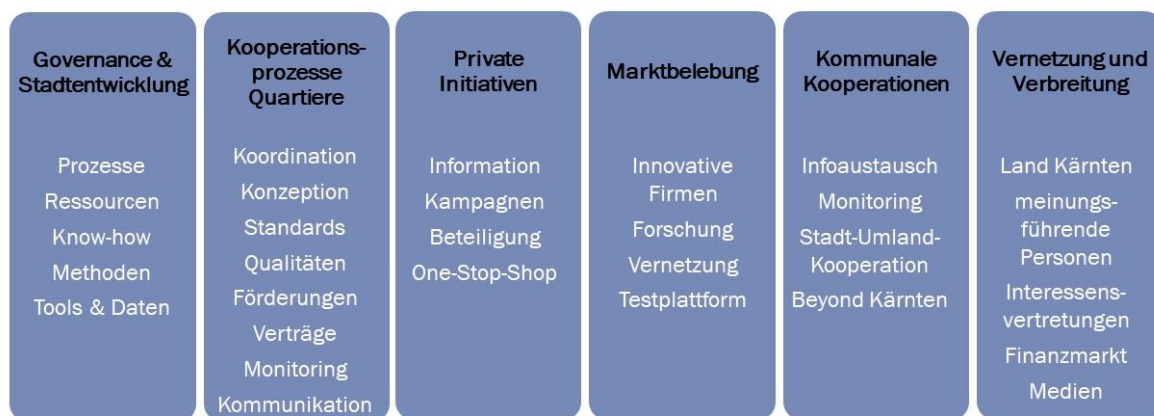 Governance &
Stadtentwicklung
Prozesse
Ressourcen
Know-how
Methoden
Tools & Daten
Kooperations-
prozesse
Quartiere
Koordination
Konzeption
Standards
Qualitäten
Förderungen
Verträge
Monitoring
Kommunikation
Private
Initiativen
Information
Kampagnen
Beteiligung
One-Stop-Shop
Marktbelebung
Innovative
Firmen
Forschung
Vernetzung
Testplattform
Kommunale
Kooperationen
Infoaustausch
Monitoring
Stadt-Umland-
Kooperation
Beyond Kärnten
Vernetzung und
Verbreitung
Land Kärnten
meinungs-
führende
Personen
Interessens-
vertretungen
Finanzmarkt
Medien